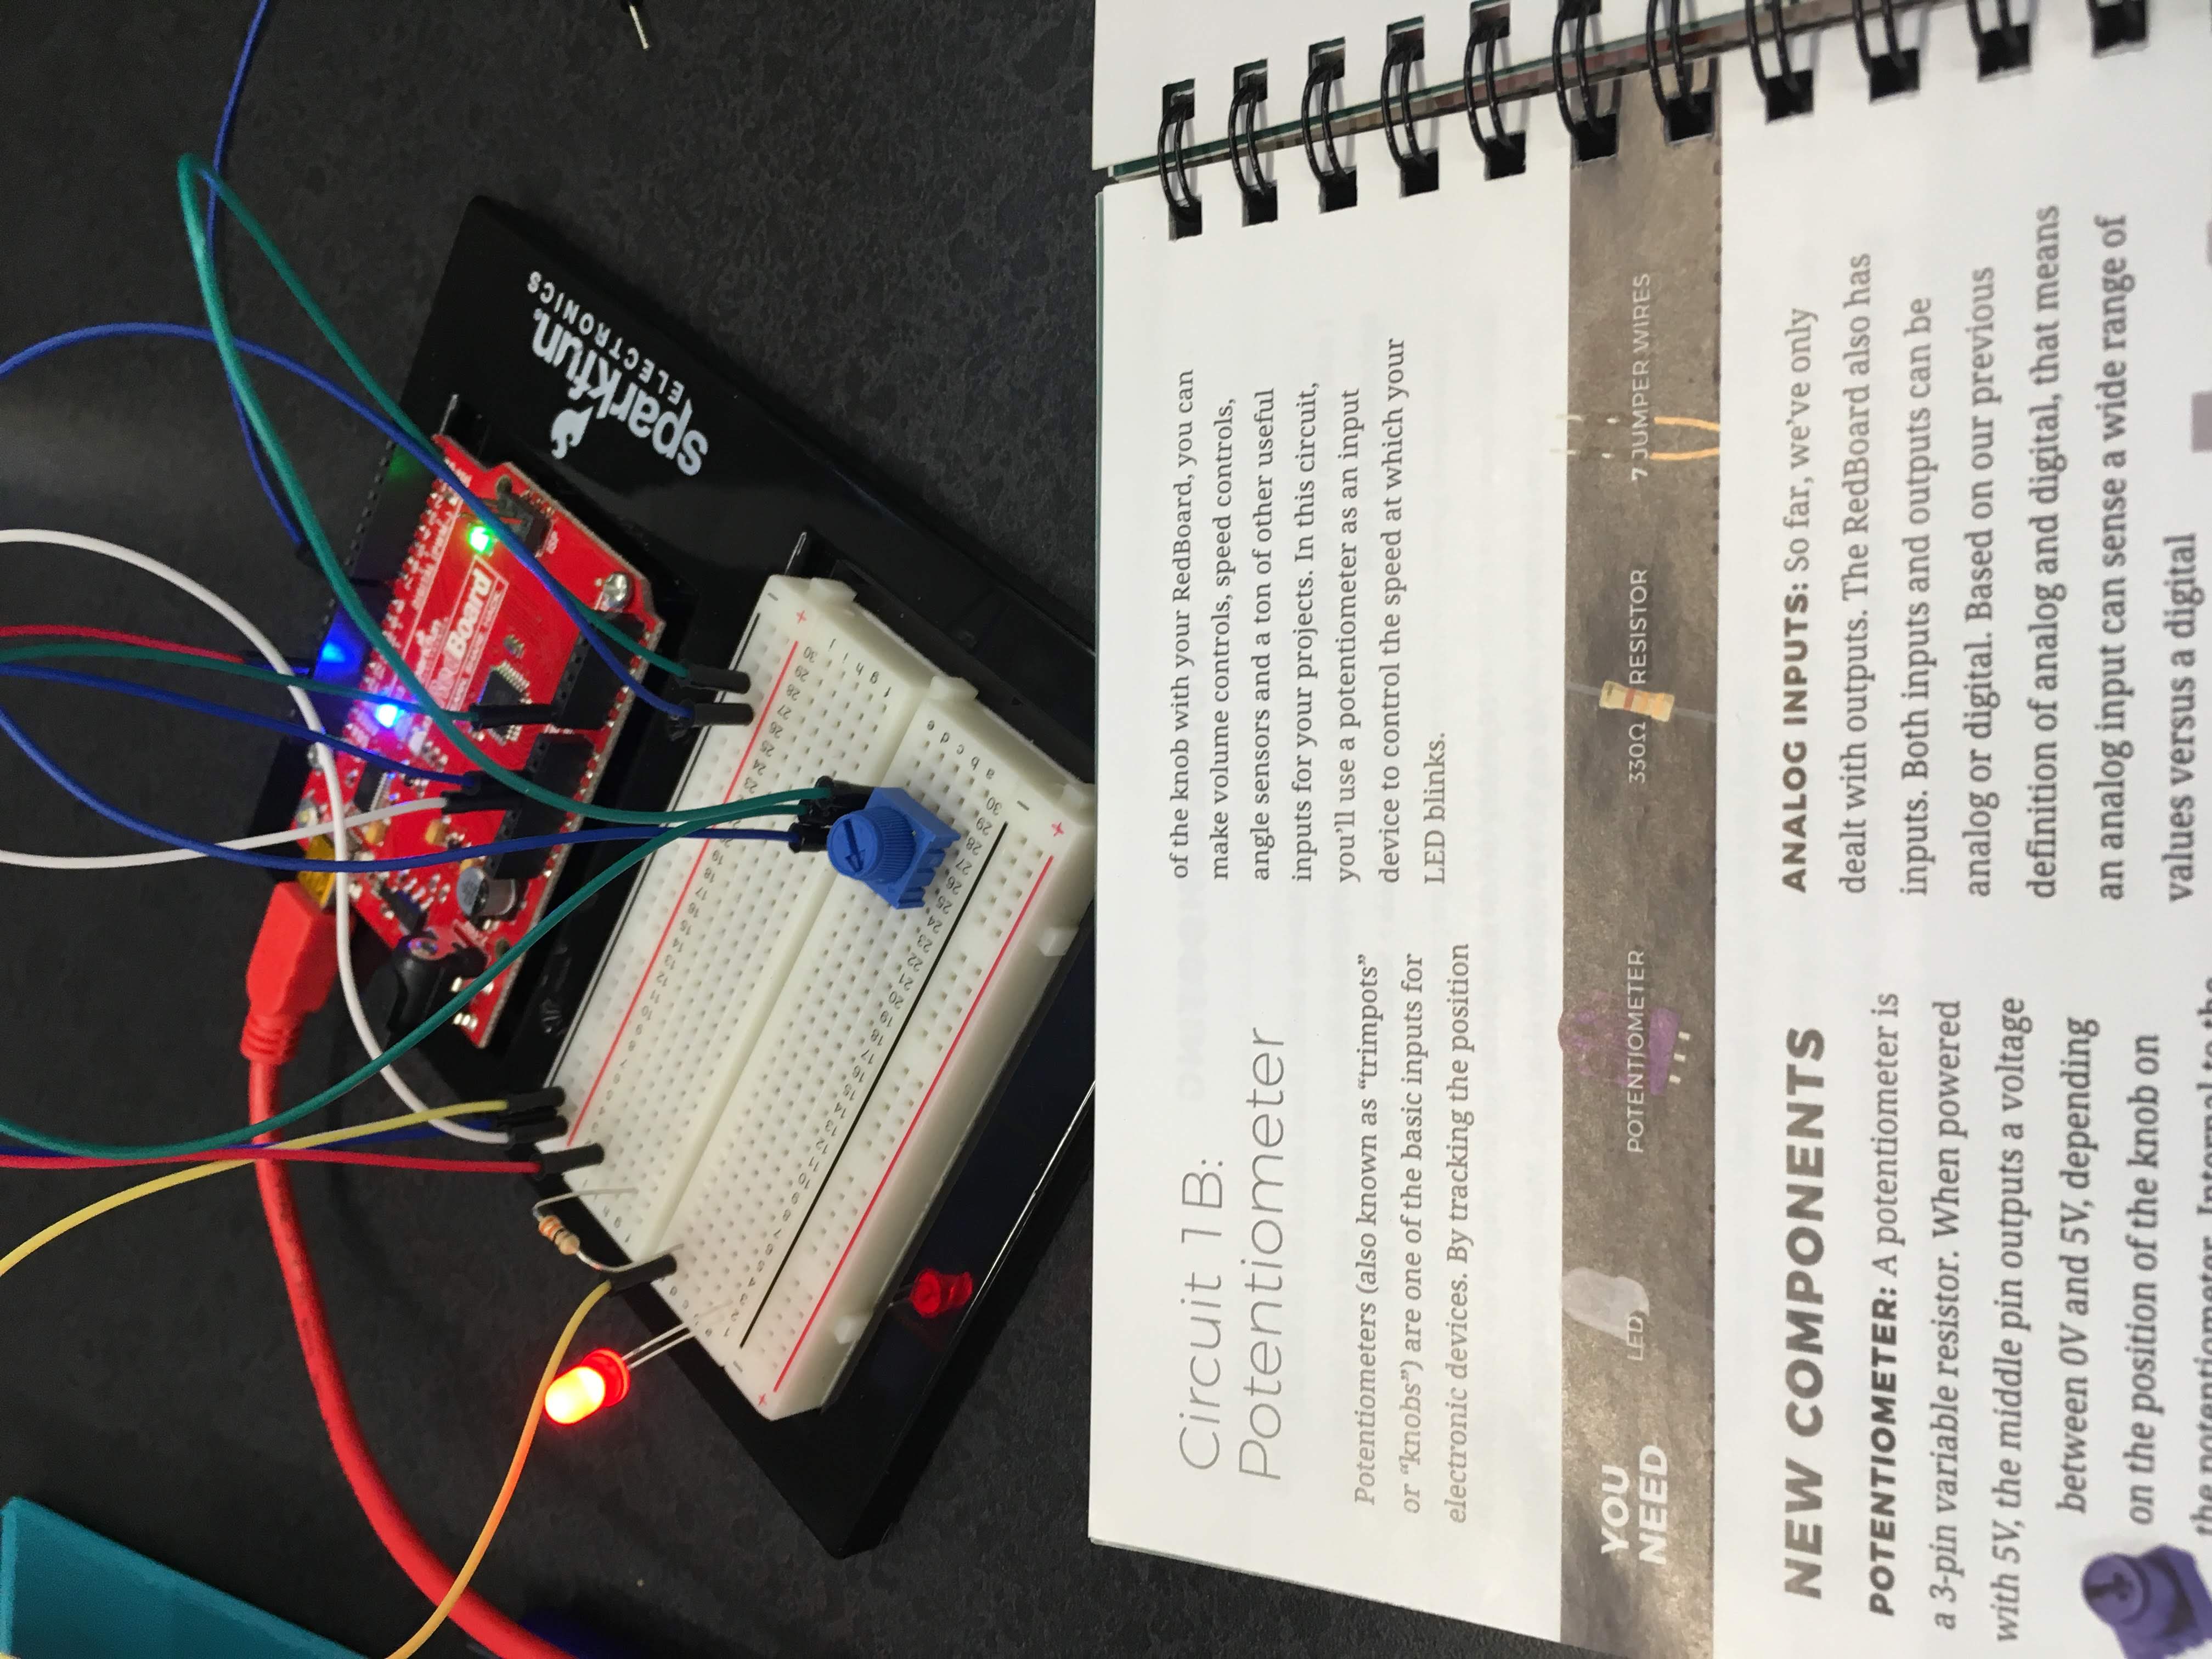 RedBoard
sparkfun
ELECTRONICS
ISP
Circuit 1B:
Potentiometer
Potentiometers (also known as “trimpots”
or “knobs”) are one of the basic inputs for
electronic devices. By tracking the position
of the knob with your RedBoard, you can
make volume controls, speed controls,
angle sensors and a ton of other useful
inputs for your projects. In this circuit,
you’ll use a potentiometer as an input
device to control the speed at which your
LED blinks.
YOU
NEED
LED
POTENTIOMETER
330Ω RESISTOR
7 JUMPER WIRES
NEW COMPONENTS
POTENTIOMETER: A potentiometer is
a 3-pin variable resistor. When powered
with 5V, the middle pin outputs a voltage
between 0V and 5V, depending
on the position of the knob on
the potentiometer. Internal to the
ANALOG INPUTS: So far, we’ve only
dealt with outputs. The RedBoard also has
inputs. Both inputs and outputs can be
analog or digital. Based on our previous
definition of analog and digital, that means
an analog input can sense a wide range of
values versus a digital